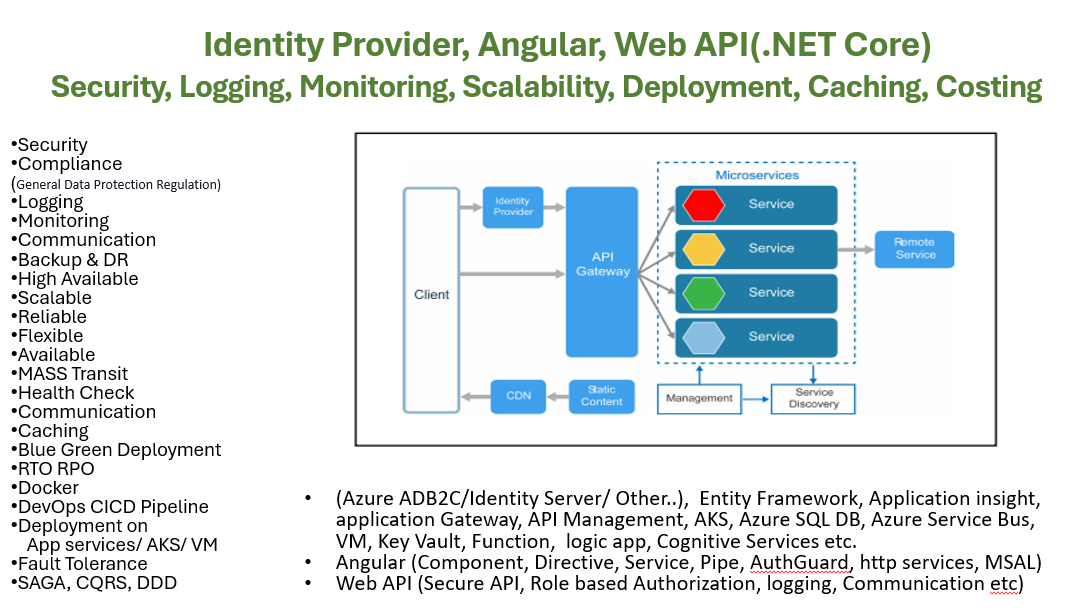 Identity Provider, Angular, Web API(.NET Core)
Security, Logging, Monitoring, Scalability, Deployment, Caching, Costing
•Security
•Compliance
(General Data Protection Regulation)
•Logging
•Monitoring
•Communication
•Backup & DR
•High Available
•Scalable
•Reliable
•Flexible
•Available
•MASS Transit
•Health Check
•Communication
•Caching
•Blue Green Deployment
•RTO RPO
•Docker
•DevOps CICD Pipeline
•Deployment on
App services/ AKS/ VM
•Fault Tolerance
•SAGA, CQRS, DDD
Client
Identity
Provider
API
Gateway
CDN
Static
Content
Microservices
Service
Service
Service
Service
Remote
Service
Management
Service
Discovery
• (Azure ADB2C/Identity Server/ Other..), Entity Framework, Application insight,
application Gateway, API Management, AKS, Azure SQL DB, Azure Service Bus,
VM, Key Vault, Function, logic app, Cognitive Services etc.
• Angular (Component, Directive, Service, Pipe, AuthGuard, http services, MSAL)
• Web API (Secure API, Role based Authorization, logging, Communication etc)